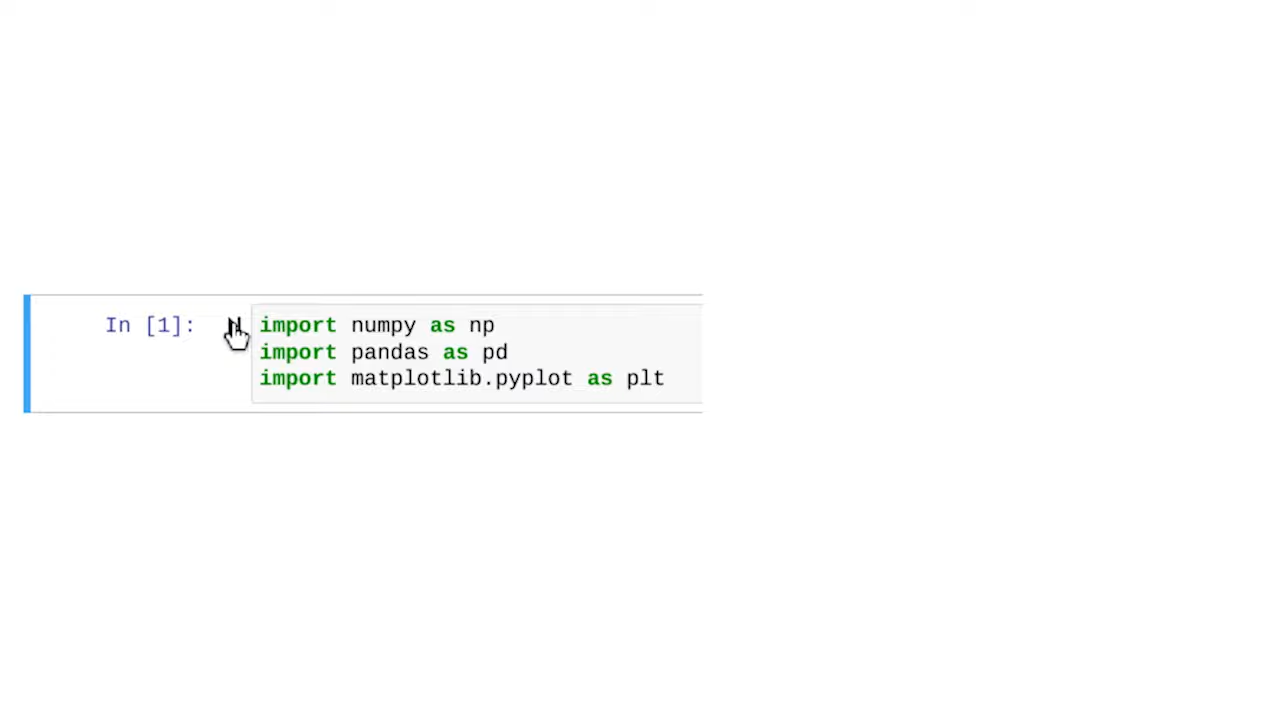 In [1]: import numpy as np
import pandas as pd
import matplotlib.pyplot as plt